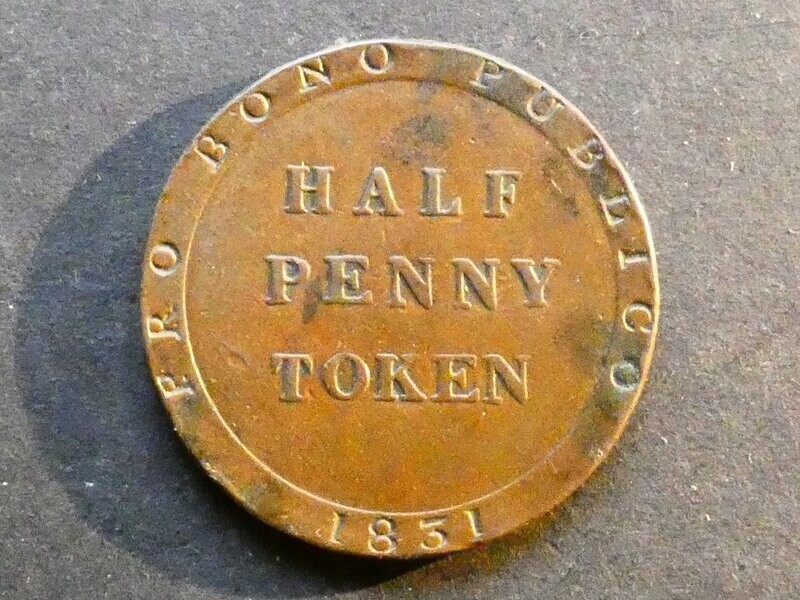 PRO BONO PUBLICO
HALF
PENNY
TOKEN
1831